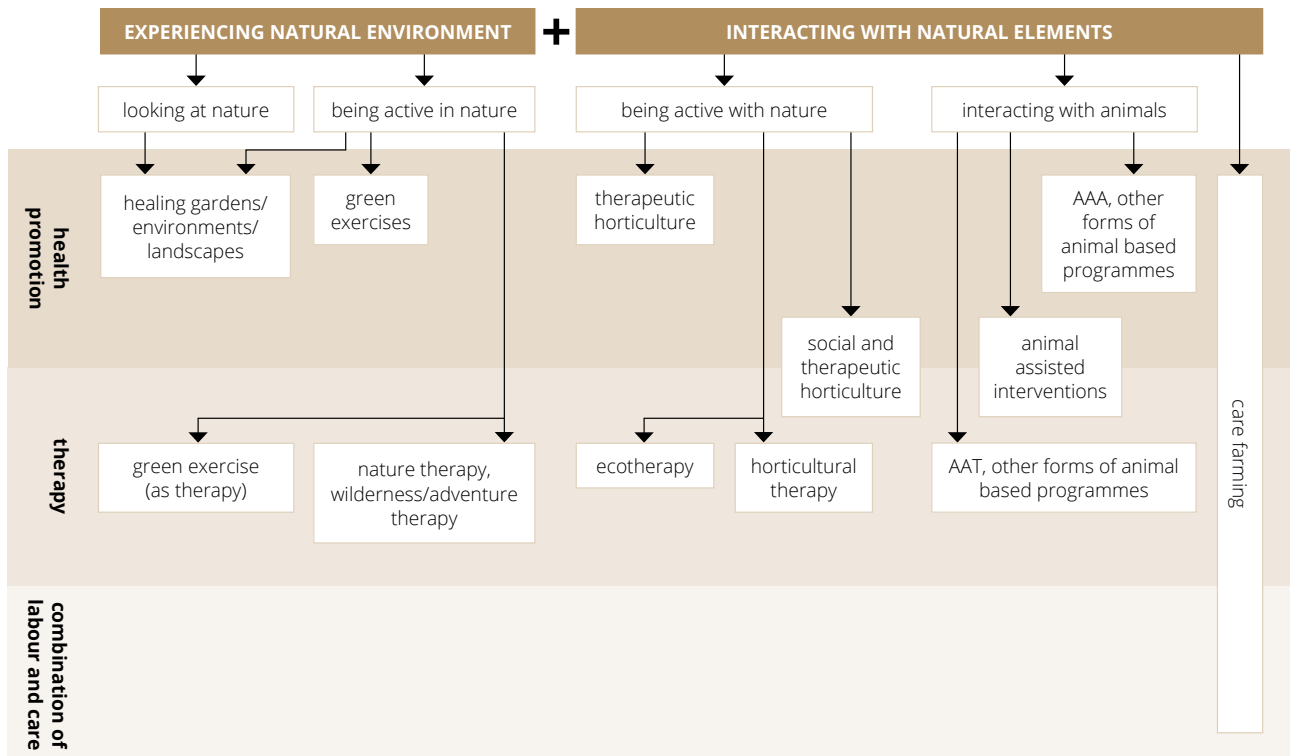 EXPERIENCING NATURAL ENVIRONMENT
+
INTERACTING WITH NATURAL ELEMENTS
looking at nature
being active in nature
being active with nature
interacting with animals
health
promotion
healing gardens/
environments/
landscapes
green
exercises
therapeutic
horticulture
AAA, other
forms of
animal based
programmes
social and
therapeutic
horticulture
animal
assisted
interventions
care farming
therapy
green exercise
(as therapy)
nature therapy,
wilderness/adventure
therapy
ecotherapy
horticultural
therapy
AAT, other forms of animal
based programmes
combination of
labour and care